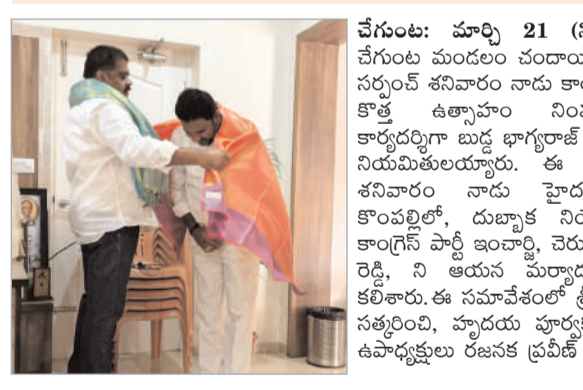 చేగుంట: మార్చి 21
చేగుంట మండలం
సర్పంచ్ శనివారం నాడు
కొత్త ఉత్సాహం
కార్యదర్శిగా బుడ్డ భాగ్యరాజ్
నియమితులయ్యారు. ఈ
శనివారం నాడు
కొంపల్లిలో, దుబ్బాక
కాంగ్రెస్ పార్టీ ఇంచార్జి,
రెడ్డి, ని ఆయన
కలిశారు.ఈ సమావేశంలో
సత్కరించి, హృదయ
ఉపాధ్యక్షులు రజనక ప్రవీణ్